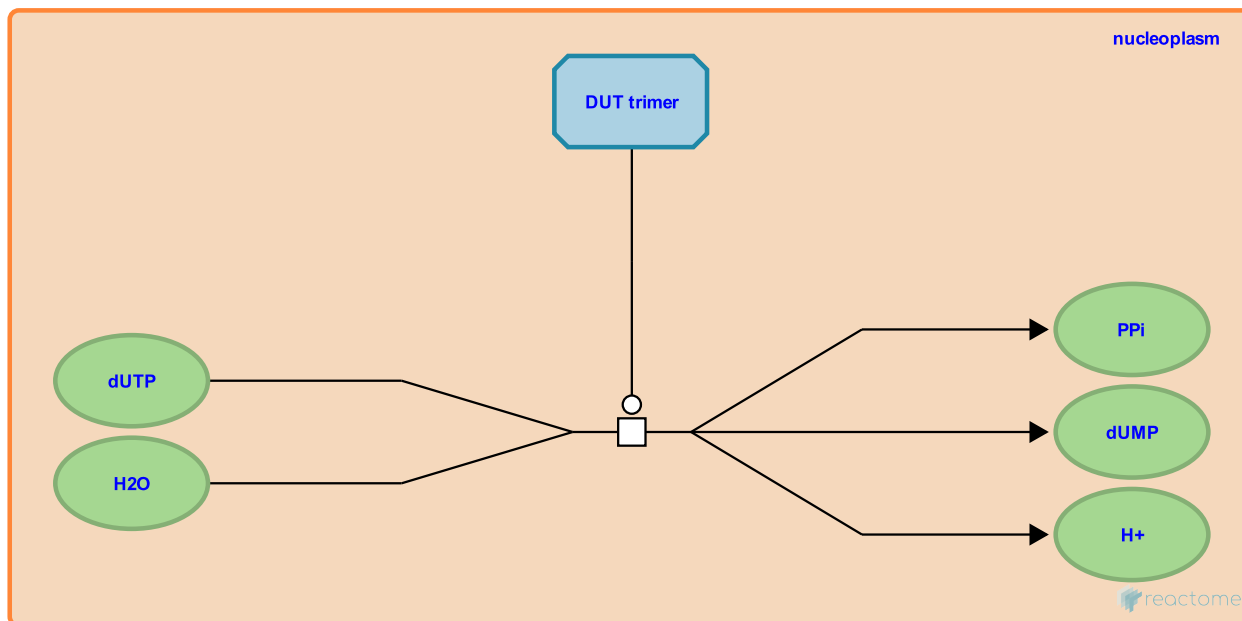 nucleoplasm
DUT trimer
dUTP
H2O
PPi
dUMP
H+
reactome